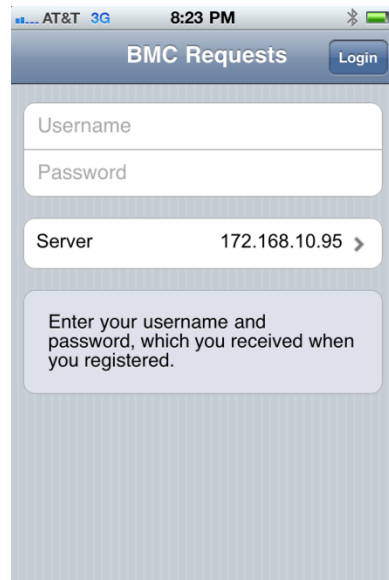 AT&T 3G 8:23 PM
BMC Requests Login
Username
Password
Server 172.168.10.95
Enter your username and
password, which you received when
you registered.